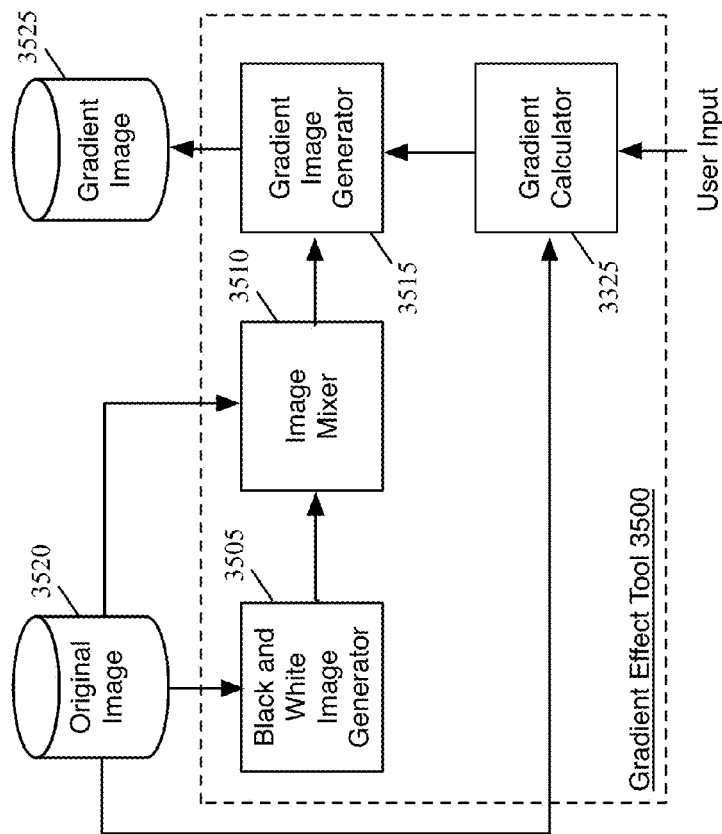 3520
Original
Image
3525
Gradient
Image
3505
Black and
White
Image
Generator
3510
Image
Mixer
Gradient
Image
Generator
3515
Gradient
Calculator
3325
Gradient Effect Tool 3500
User Input